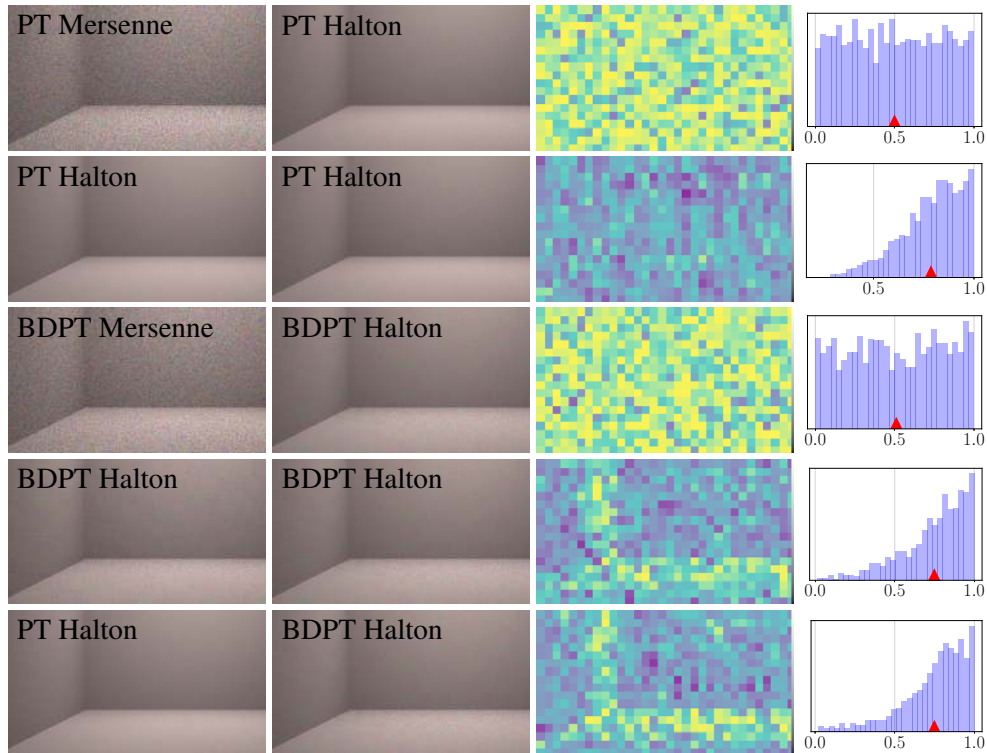 PT Mersenne PT Halton
0.0 0.5 1.0
PT Halton PT Halton
0.5 1.0
BDPT Mersenne BDPT Halton
0.0 0.5 1.0
BDPT Halton BDPT Halton
0.0 0.5 1.0
PT Halton BDPT Halton
0.0 0.5 1.0